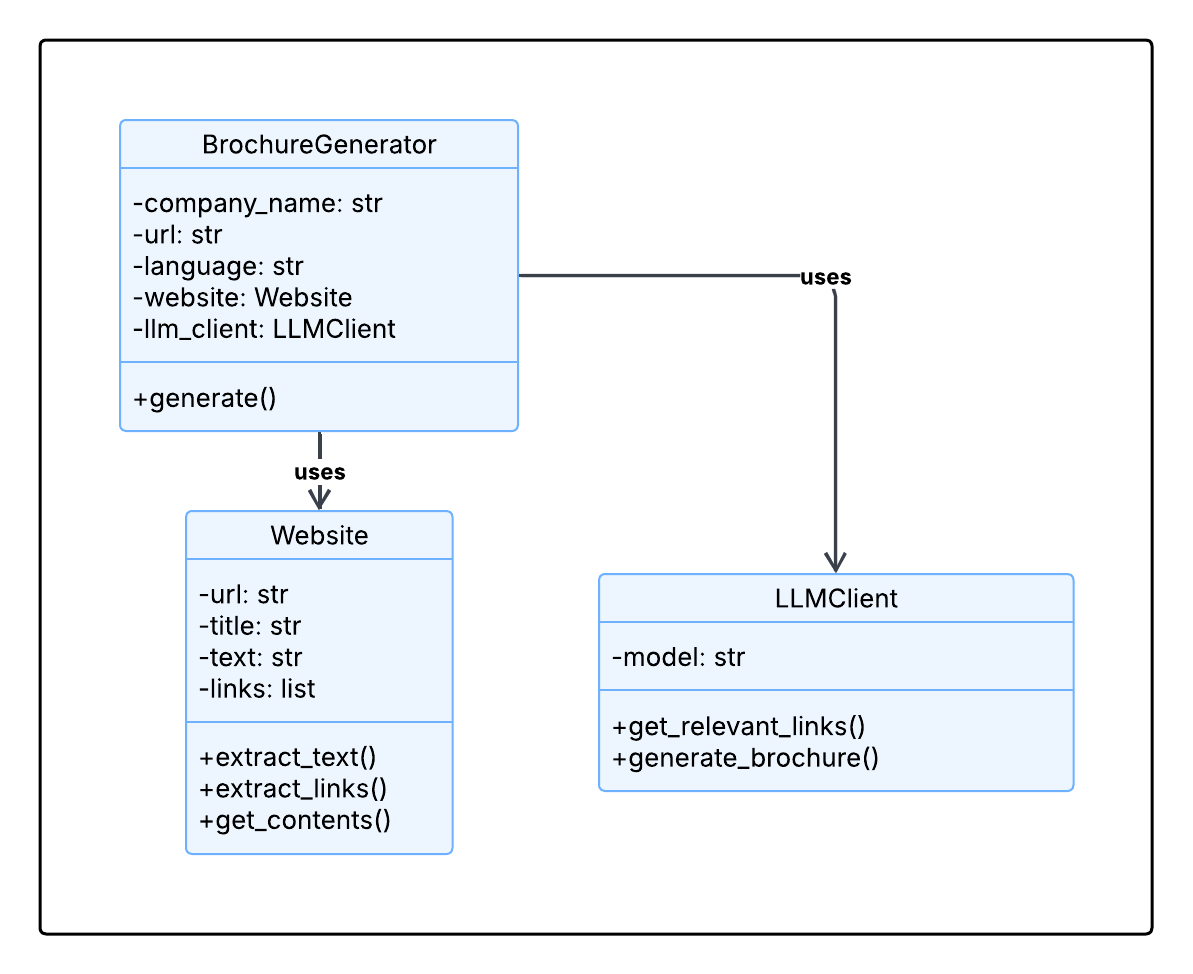 BrochureGenerator
-company_name: str
-url: str
-language: str
-website: Website
-llm_client: LLMClient
+generate()
uses
uses
Website
-url: str
-title: str
-text: str
-links: list
+extract_text()
+extract_links()
+get_contents()
LLMClient
-model: str
+get_relevant_links()
+generate_brochure()